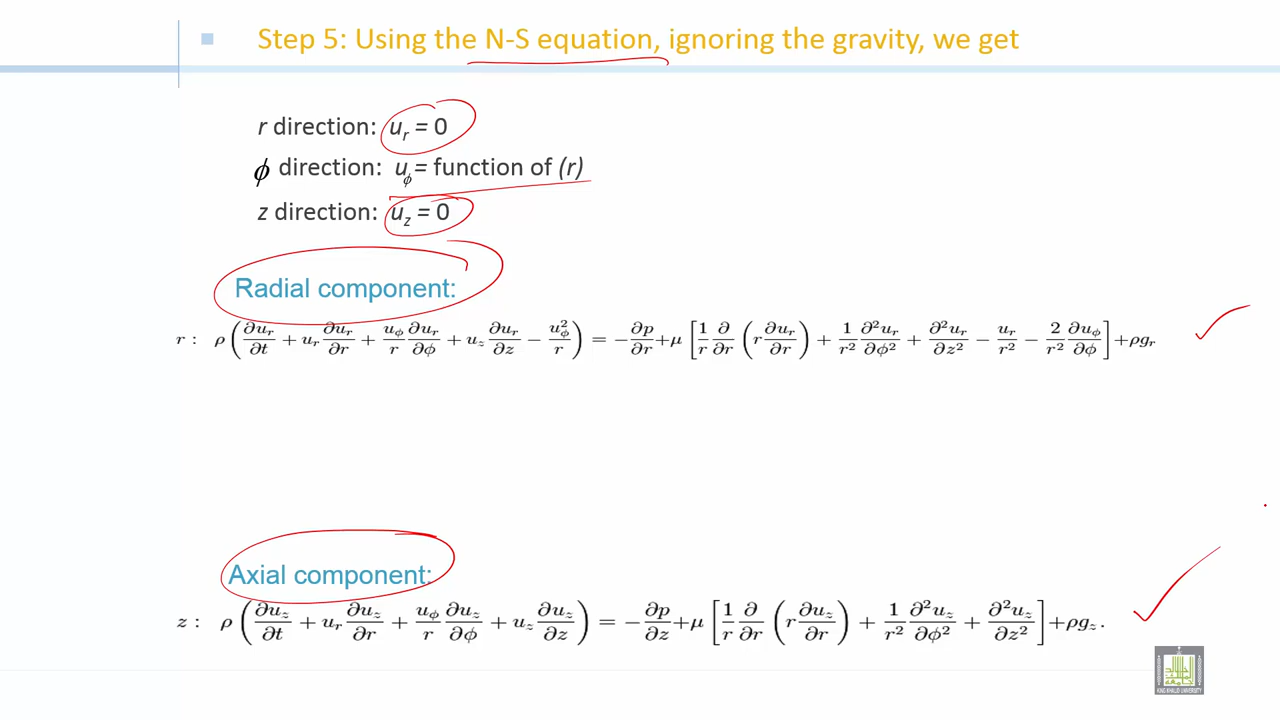 Step 5: Using the N-S equation, ignoring the gravity, we get
r direction: u_r = 0
ϕ direction: u_ϕ = function of (r)
z direction: u_z = 0
Radial component:
r : ρ(∂u_r/∂t + u_r ∂u_r/∂r + u_ϕ/r ∂u_r/∂ϕ + u_z ∂u_r/∂z − u_ϕ²/r) = −∂p/∂r + μ[1/r ∂/∂r (r ∂u_r/∂r) + 1/r² ∂²u_r/∂ϕ² + ∂²u_r/∂z² − u_r/r² − 2/r² ∂u_ϕ/∂ϕ] + ρg_r
Axial component:
z : ρ(∂u_z/∂t + u_r ∂u_z/∂r + u_ϕ/r ∂u_z/∂ϕ + u_z ∂u_z/∂z) = −∂p/∂z + μ[1/r ∂/∂r (r ∂u_z/∂r) + 1/r² ∂²u_z/∂ϕ² + ∂²u_z/∂z²] + ρg_z.
KING KHALID UNIVERSITY